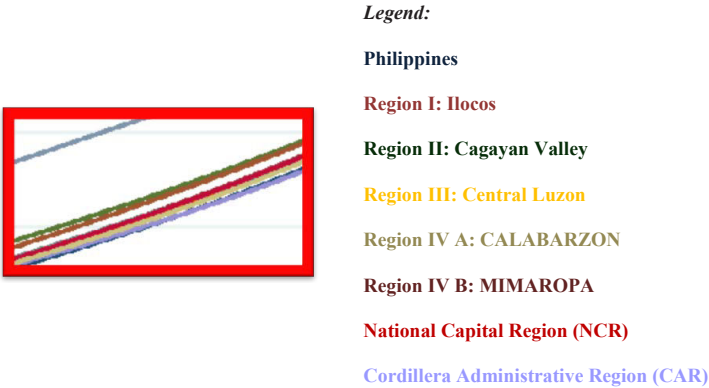 Legend:
Philippines
Region I: Ilocos
Region II: Cagayan Valley
Region III: Central Luzon
Region IV A: CALABARZON
Region IV B: MIMAROPA
National Capital Region (NCR)
Cordillera Administrative Region (CAR)